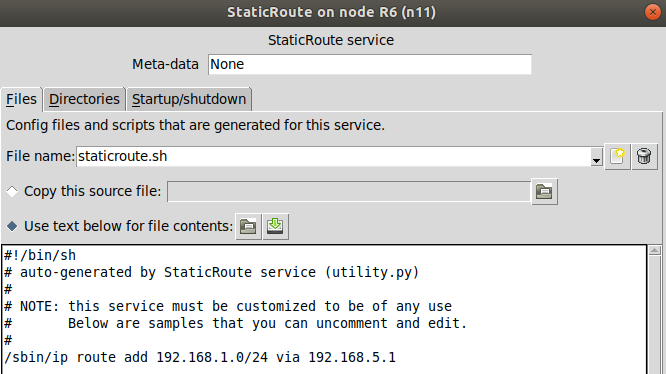 StaticRoute on node R6 (n11)
StaticRoute service
Meta-data None
Files Directories Startup/shutdown
Config files and scripts that are generated for this service.
File name: staticroute.sh
Copy this source file:
Use text below for file contents:
#!/bin/sh
# auto-generated by StaticRoute service (utility.py)
#
# NOTE: this service must be customized to be of any use
#       Below are samples that you can uncomment and edit.
#
/sbin/ip route add 192.168.1.0/24 via 192.168.5.1